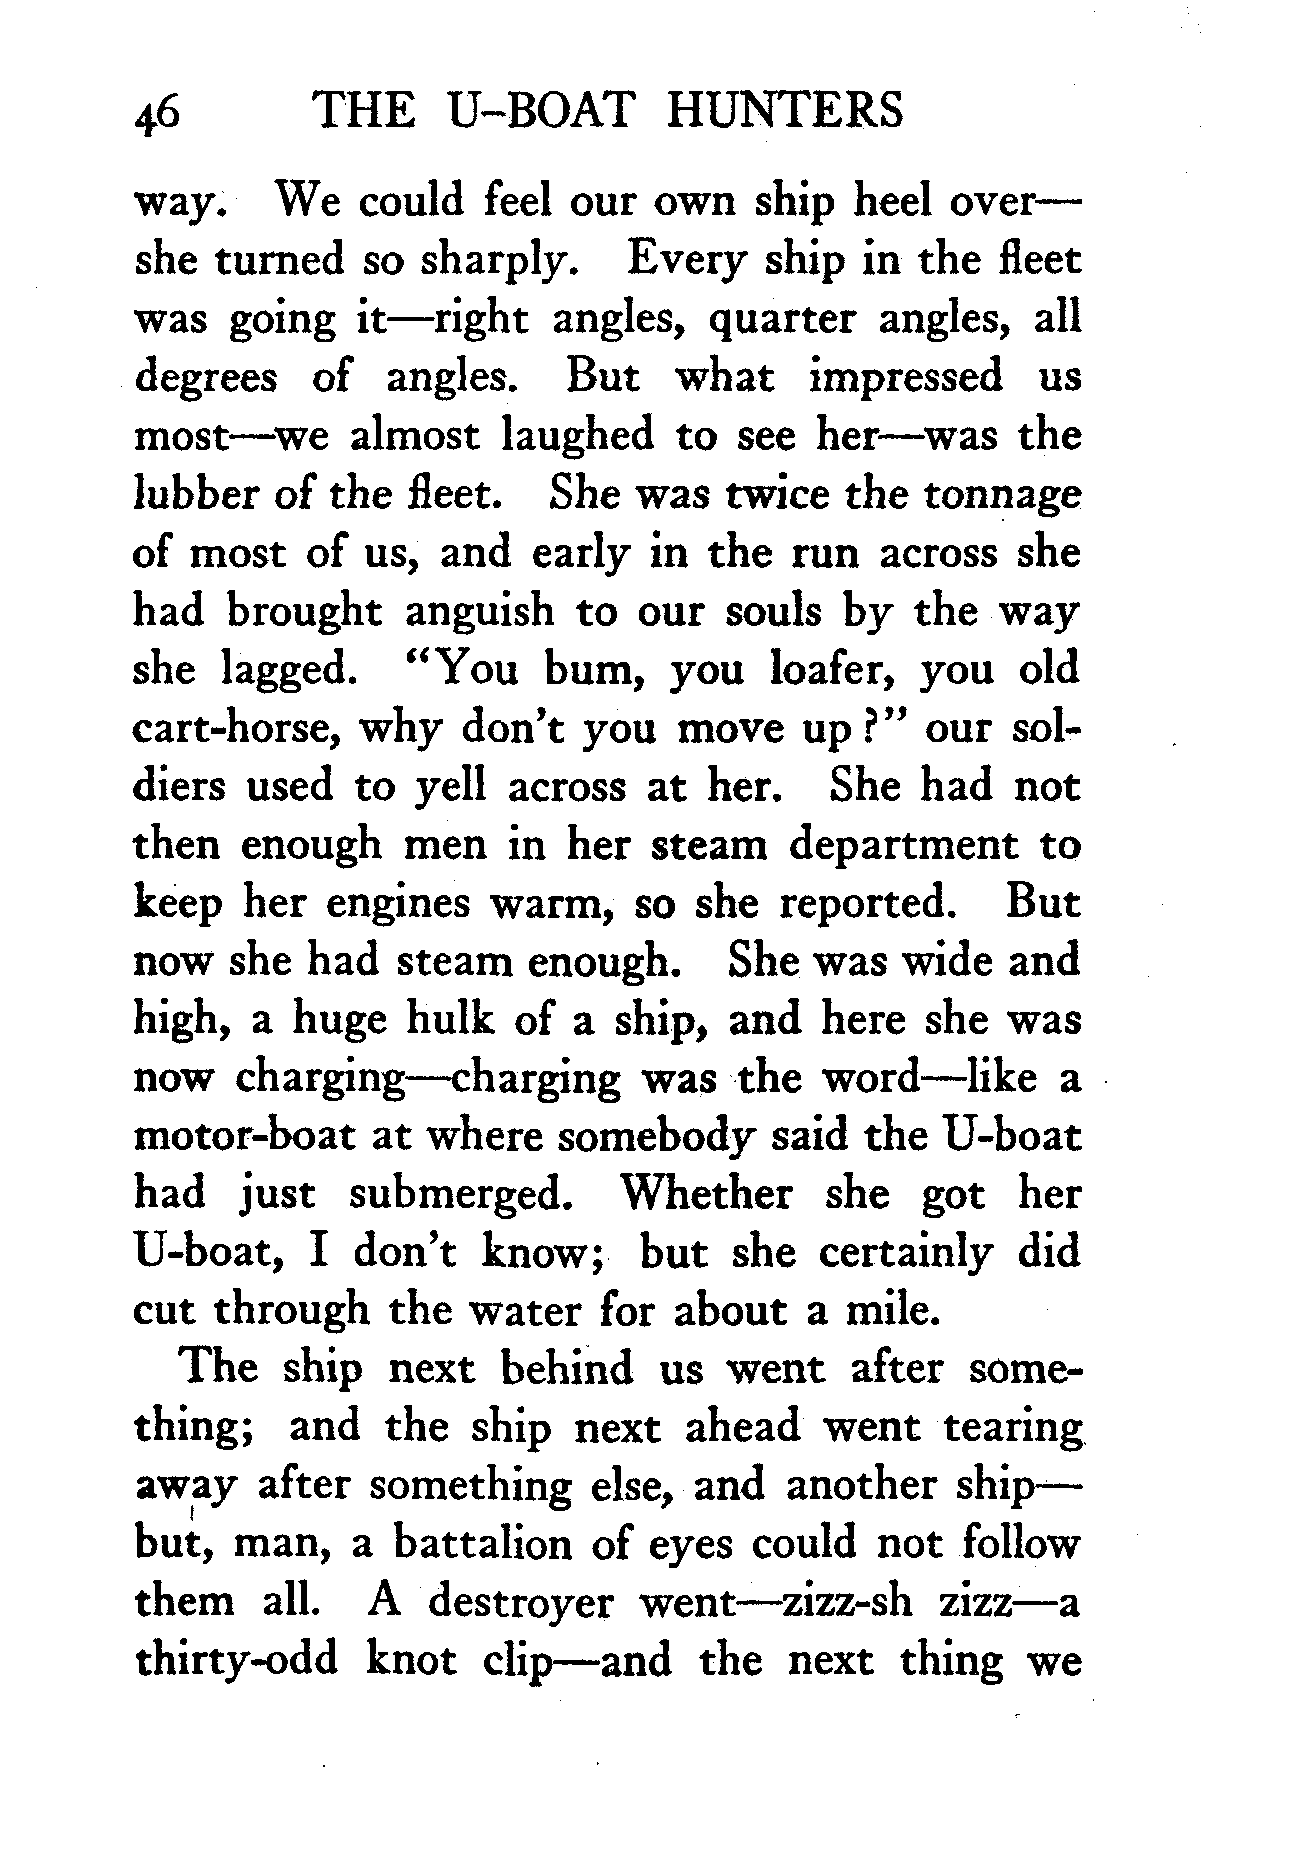 46 THE U-BOAT HUNTERS
way. We could feel our own ship heel over—
she turned so sharply. Every ship in the fleet
was going it—right angles, quarter angles, all
degrees of angles. But what impressed us
most—we almost laughed to see her—was the
lubber of the fleet. She was twice the tonnage
of most of us, and early in the run across she
had brought anguish to our souls by the way
she lagged. "You bum, you loafer, you old
cart-horse, why don't you move up?" our sol-
diers used to yell across at her. She had not
then enough men in her steam department to
keep her engines warm, so she reported. But
now she had steam enough. She was wide and
high, a huge hulk of a ship, and here she was
now charging—charging was the word—like a
motor-boat at where somebody said the U-boat
had just submerged. Whether she got her
U-boat, I don't know; but she certainly did
cut through the water for about a mile.
The ship next behind us went after some-
thing; and the ship next ahead went tearing
away after something else, and another ship—
but, man, a battalion of eyes could not follow
them all. A destroyer went—zizz-sh zizz—a
thirty-odd knot clip—and the next thing we